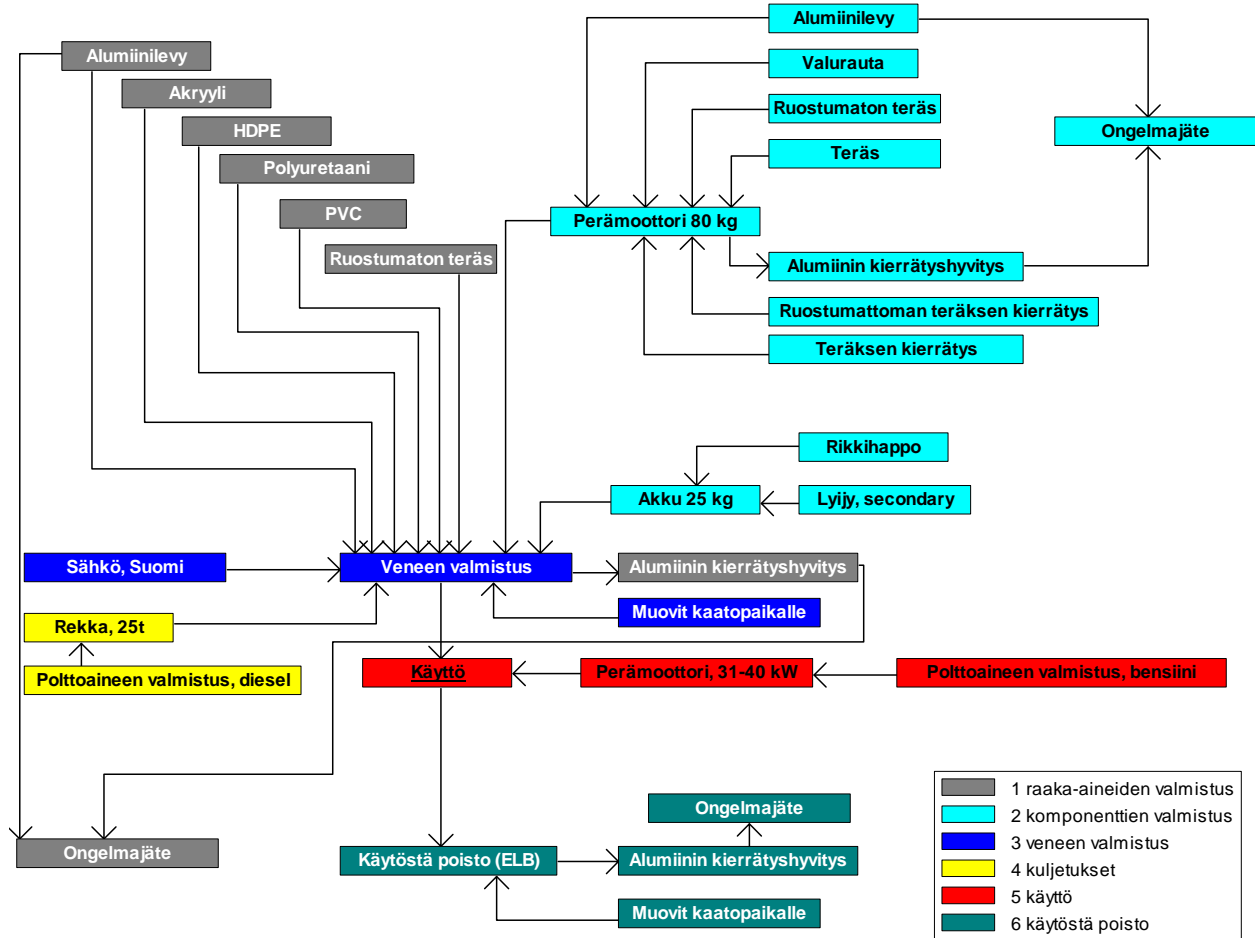 Alumiinilevy
Alumiinilevy
Valurauta
Akryyli
Ruostumaton teräs
HDPE
Ongelmajäte
Teräs
Polyuretaani
PVC
Perämoottori 80 kg
Ruostumaton teräs
Alumiinin kierrätyshyvitys
Ruostumattoman teräksen kierrätys
Teräksen kierrätys
Rikkihappo
Akku 25 kg
Lyijy, secondary
Sähkö, Suomi
Veneen valmistus
Alumiinin kierrätyshyvitys
Muovit kaatopaikalle
Rekka, 25t
Käyttö
Perämoottori, 31-40 kW
Polttoaineen valmistus, bensiini
Polttoaineen valmistus, diesel
Ongelmajäte
Ongelmajäte
Käytöstä poisto (ELB)
Alumiinin kierrätyshyvitys
Muovit kaatopaikalle
1 raaka-aineiden valmistus
2 komponenttien valmistus
3 veneen valmistus
4 kuljetukset
5 käyttö
6 käytöstä poisto